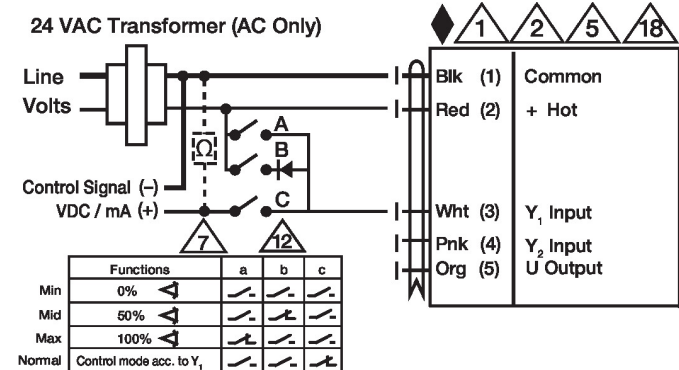 24 VAC Transformer (AC Only)
1 2 5 18
Line
Volts
Blk (1) Common
Red (2) + Hot
A
Ω
B
Control Signal (–)
VDC / mA (+)
C
Wht (3) Y1 Input
7
12
Pnk (4) Y2 Input
Org (5) U Output
Functions a b c
Min 0%
Mid 50%
Max 100%
Normal Control mode acc. to Y1